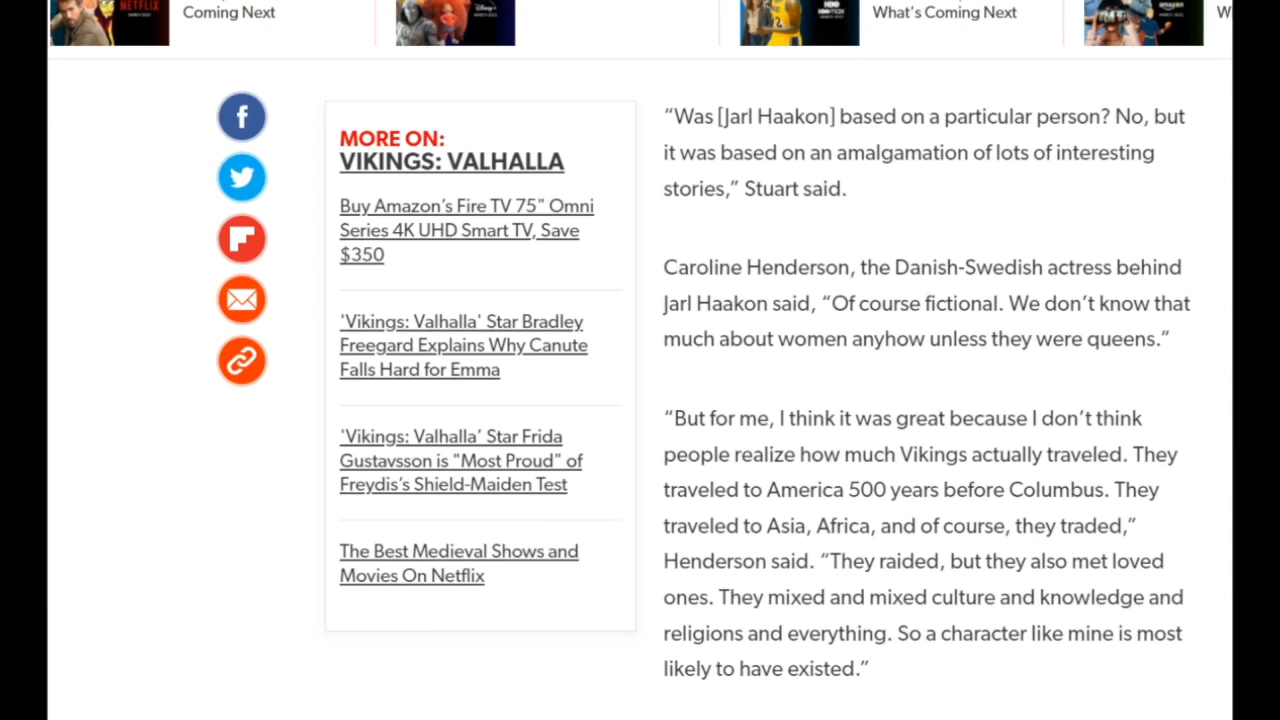 NETFLIX
Coming Next
Disney+
HBO
HBOMAX
What's Coming Next
amazon
W
MORE ON:
VIKINGS: VALHALLA
Buy Amazon’s Fire TV 75" Omni
Series 4K UHD Smart TV, Save
$350
'Vikings: Valhalla' Star Bradley
Freegard Explains Why Canute
Falls Hard for Emma
'Vikings: Valhalla’ Star Frida
Gustavsson is "Most Proud" of
Freydis’s Shield-Maiden Test
The Best Medieval Shows and
Movies On Netflix
“Was [Jarl Haakon] based on a particular person? No, but
it was based on an amalgamation of lots of interesting
stories,” Stuart said.
Caroline Henderson, the Danish-Swedish actress behind
Jarl Haakon said, “Of course fictional. We don’t know that
much about women anyhow unless they were queens.”
“But for me, I think it was great because I don’t think
people realize how much Vikings actually traveled. They
traveled to America 500 years before Columbus. They
traveled to Asia, Africa, and of course, they traded,”
Henderson said. “They raided, but they also met loved
ones. They mixed and mixed culture and knowledge and
religions and everything. So a character like mine is most
likely to have existed.”